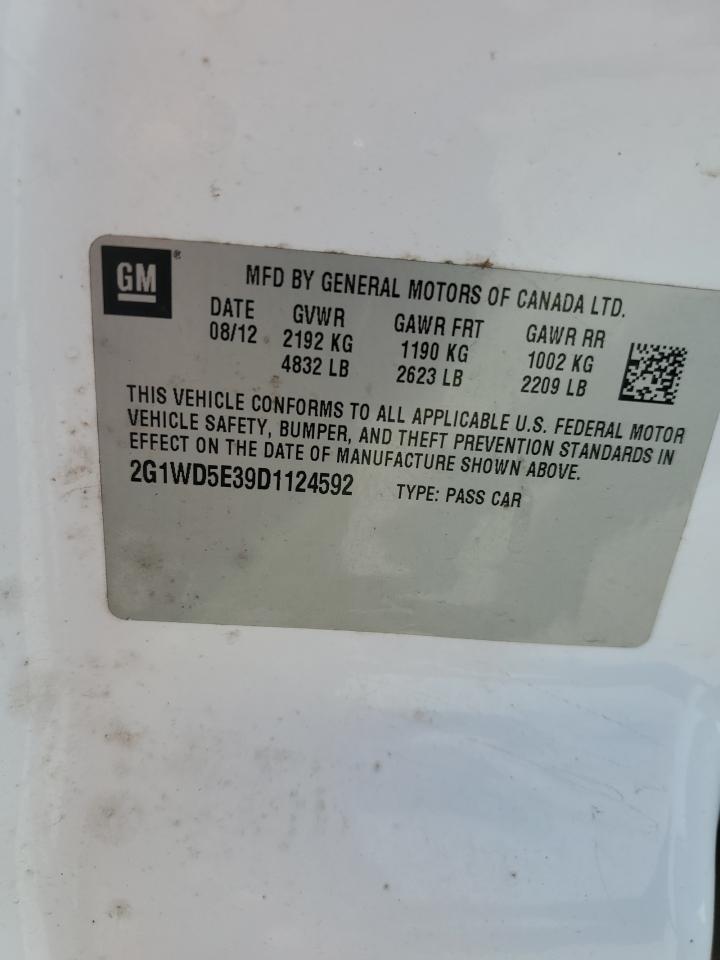 GM®
MFD BY GENERAL MOTORS OF CANADA LTD.
DATE GVWR GAWR FRT GAWR RR
08/12 2192 KG 1190 KG 1002 KG
4832 LB 2623 LB 2209 LB
THIS VEHICLE CONFORMS TO ALL APPLICABLE U.S. FEDERAL MOTOR
VEHICLE SAFETY, BUMPER, AND THEFT PREVENTION STANDARDS IN
EFFECT ON THE DATE OF MANUFACTURE SHOWN ABOVE.
2G1WD5E39D1124592 TYPE: PASS CAR